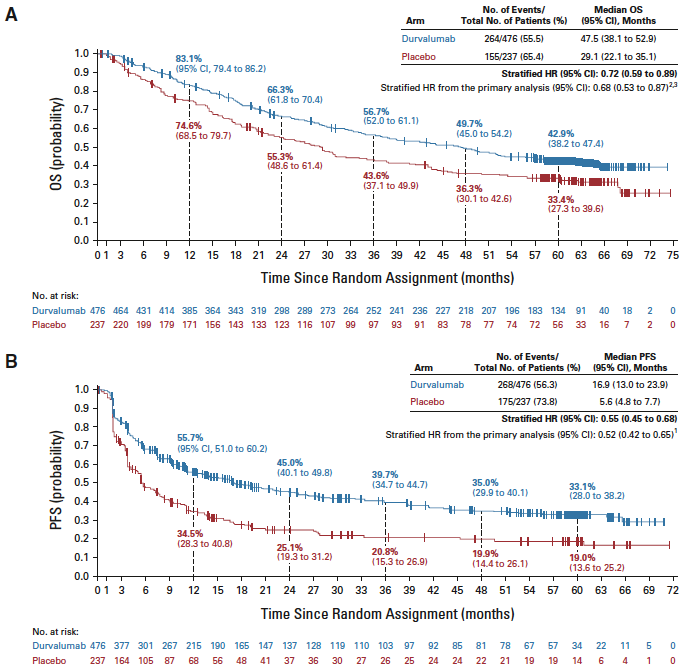 A
No. of Events/ Median OS
Arm Total No. of Patients (%) (95% CI), Months
Durvalumab 264/476 (55.5) 47.5 (38.1 to 52.9)
Placebo 155/237 (65.4) 29.1 (22.1 to 35.1)
Stratified HR (95% CI): 0.72 (0.59 to 0.89)
Stratified HR from the primary analysis (95% CI): 0.68 (0.53 to 0.87)2,3
OS (probability)
1.0
0.9
0.8
0.7
0.6
0.5
0.4
0.3
0.2
0.1
0.0
83.1%
(95% CI, 79.4 to 86.2)
66.3%
(61.8 to 70.4)
56.7%
(52.0 to 61.1)
49.7%
(45.0 to 54.2)
42.9%
(38.2 to 47.4)
74.6%
(68.5 to 79.7)
55.3%
(48.6 to 61.4)
43.6%
(37.1 to 49.9)
36.3%
(30.1 to 42.6)
33.4%
(27.3 to 39.6)
0 1 3 6 9 12 15 18 21 24 27 30 33 36 39 42 45 48 51 54 57 60 63 66 69 72 75
Time Since Random Assignment (months)
No. at risk:
Durvalumab 476 464 431 414 385 364 343 319 298 289 273 264 252 241 236 227 218 207 196 183 134 91 40 18 2 0
Placebo 237 220 199 179 171 156 143 133 123 116 107 99 97 93 91 83 78 77 74 72 56 33 16 7 2 0
B
No. of Events/ Median PFS
Arm Total No. of Patients (%) (95% CI), Months
Durvalumab 268/476 (56.3) 16.9 (13.0 to 23.9)
Placebo 175/237 (73.8) 5.6 (4.8 to 7.7)
Stratified HR (95% CI): 0.55 (0.45 to 0.68)
Stratified HR from the primary analysis (95% CI): 0.52 (0.42 to 0.65)1
PFS (probability)
1.0
0.9
0.8
0.7
0.6
0.5
0.4
0.3
0.2
0.1
0.0
55.7%
(95% CI, 51.0 to 60.2)
45.0%
(40.1 to 49.8)
39.7%
(34.7 to 44.7)
35.0%
(29.9 to 40.1)
33.1%
(28.0 to 38.2)
34.5%
(28.3 to 40.8)
25.1%
(19.3 to 31.2)
20.8%
(15.3 to 26.9)
19.9%
(14.4 to 26.1)
19.0%
(13.6 to 25.2)
0 1 3 6 9 12 15 18 21 24 27 30 33 36 39 42 45 48 51 54 57 60 63 66 69 72
Time Since Random Assignment (months)
No. at risk:
Durvalumab 476 377 301 267 215 190 165 147 137 128 119 110 103 97 92 85 81 78 67 57 34 22 11 5 0
Placebo 237 164 105 87 68 56 48 41 37 36 30 27 26 25 24 24 22 21 19 19 14 6 4 1 0